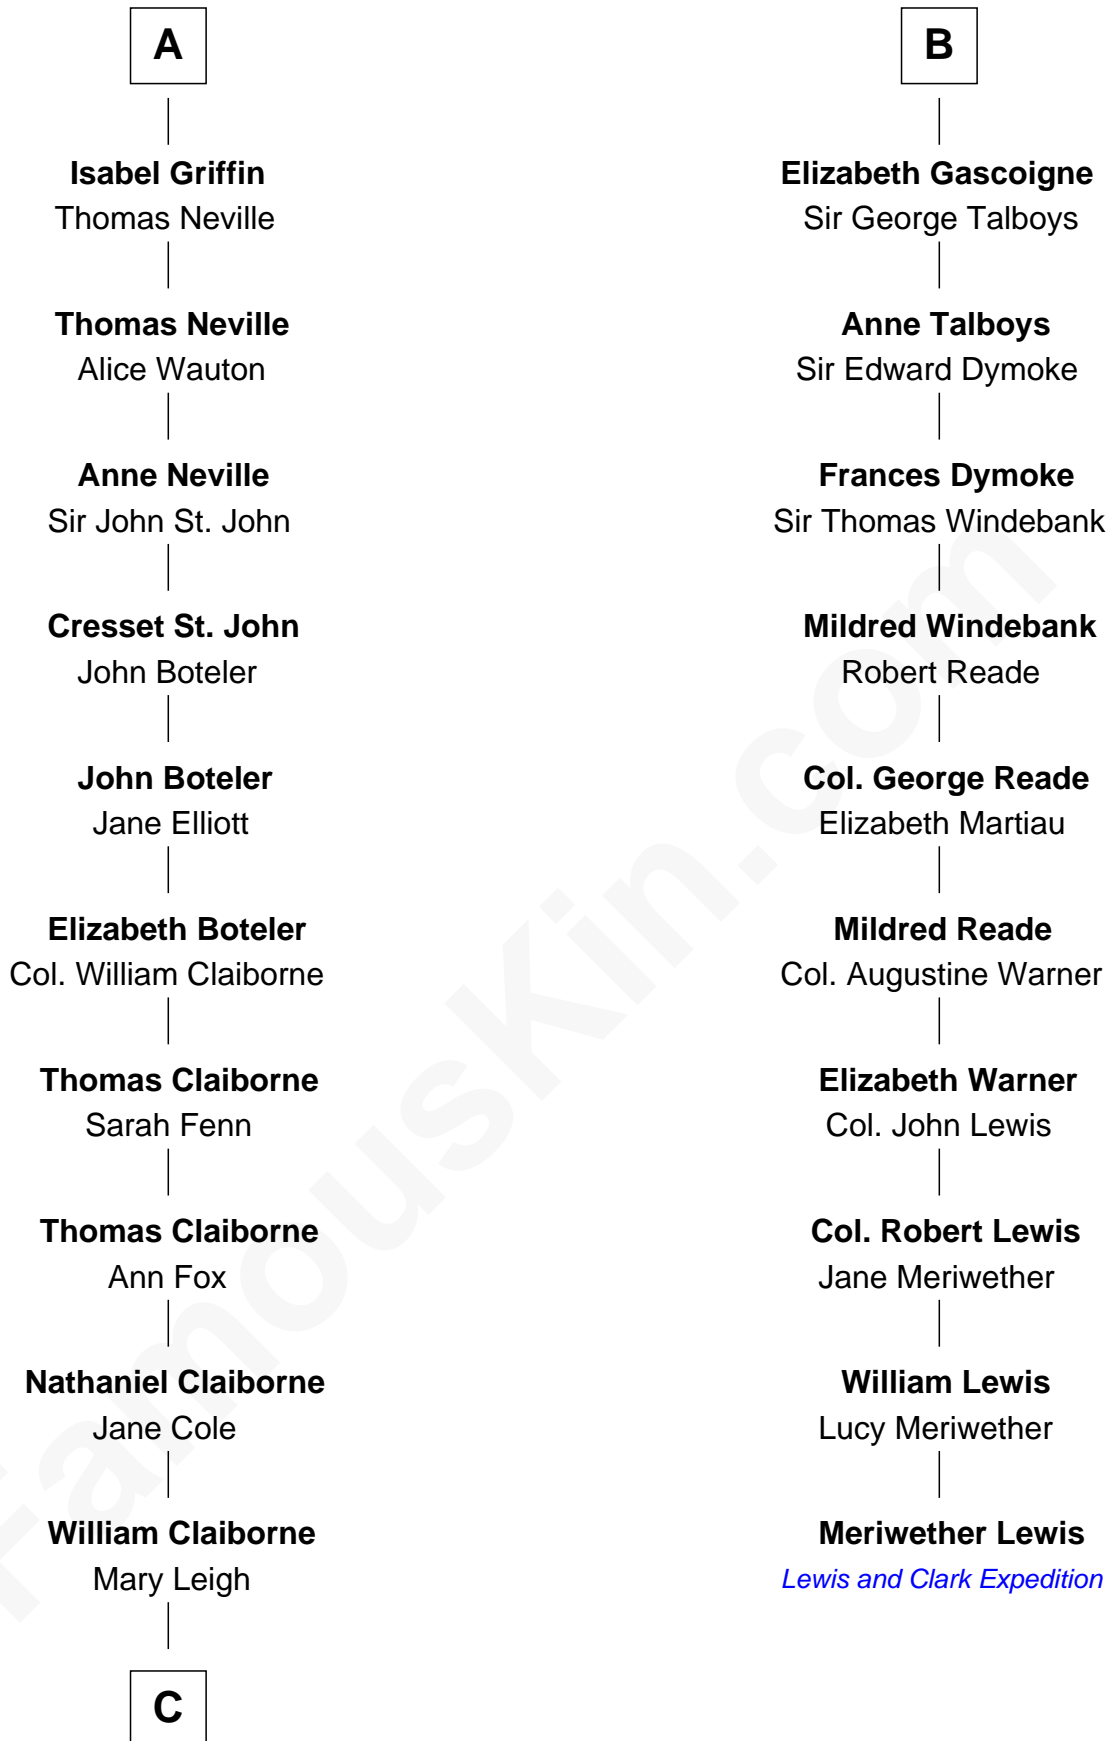 A
Isabel Griffin
Thomas Neville
Thomas Neville
Alice Wauton
Anne Neville
Sir John St. John
Cresset St. John
John Boteler
John Boteler
Jane Elliott
Elizabeth Boteler
Col. William Claiborne
Thomas Claiborne
Sarah Fenn
Thomas Claiborne
Ann Fox
Nathaniel Claiborne
Jane Cole
William Claiborne
Mary Leigh
C
B
Elizabeth Gascoigne
Sir George Talboys
Anne Talboys
Sir Edward Dymoke
Frances Dymoke
Sir Thomas Windebank
Mildred Windebank
Robert Reade
Col. George Reade
Elizabeth Martiau
Mildred Reade
Col. Augustine Warner
Elizabeth Warner
Col. John Lewis
Col. Robert Lewis
Jane Meriwether
William Lewis
Lucy Meriwether
Meriwether Lewis
Lewis and Clark Expedition
FamousKin.com